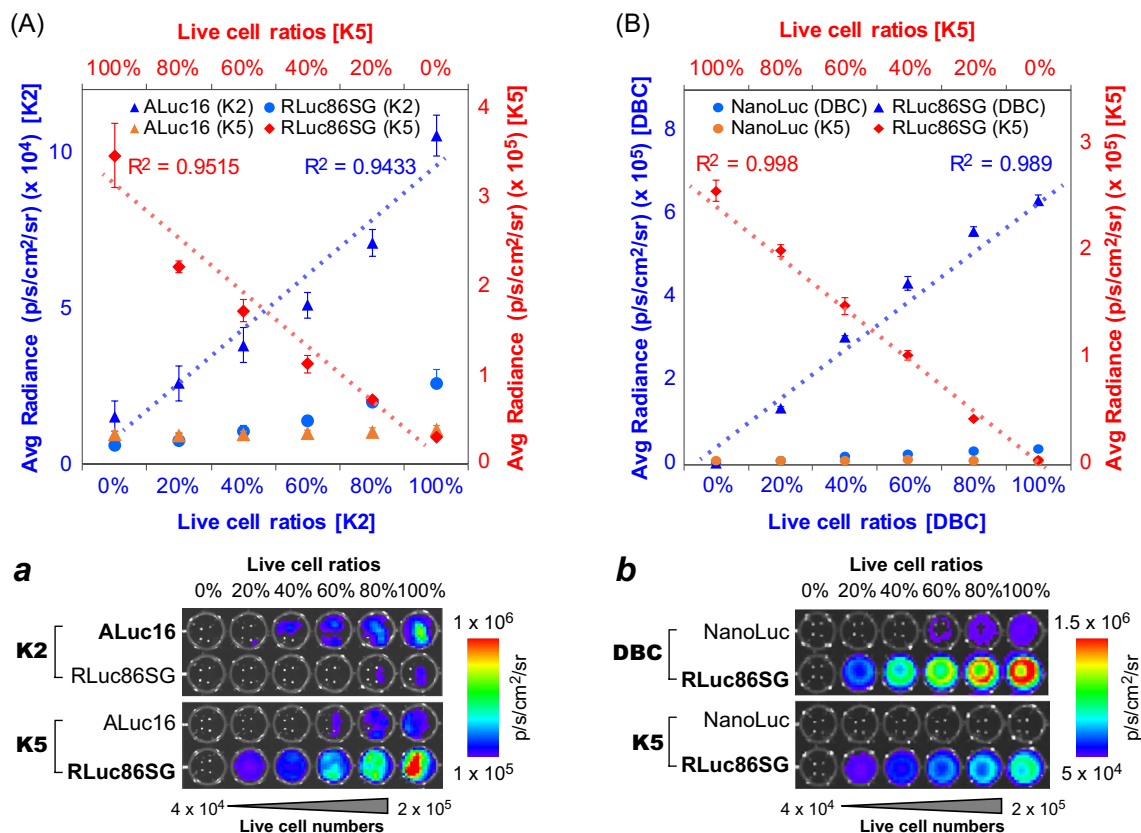 (A)
Live cell ratios [K5]
100% 80% 60% 40% 20% 0%
ALuc16 (K2) RLuc86SG (K2)
ALuc16 (K5) RLuc86SG (K5)
R² = 0.9515 R² = 0.9433
Avg Radiance (p/s/cm2/sr) (x 10⁴) [K2]
10
5
0
Avg Radiance (p/s/cm2/sr) (x 10⁵) [K5]
4
3
2
1
0
0% 20% 40% 60% 80% 100%
Live cell ratios [K2]
(B)
Live cell ratios [K5]
100% 80% 60% 40% 20% 0%
NanoLuc (DBC) RLuc86SG (DBC)
NanoLuc (K5) RLuc86SG (K5)
R² = 0.998 R² = 0.989
Avg Radiance (p/s/cm2/sr) (x 10⁵) [DBC]
8
6
4
2
0
Avg Radiance (p/s/cm2/sr) (x 10⁵) [K5]
3
2
1
0
0% 20% 40% 60% 80% 100%
Live cell ratios [DBC]
a
Live cell ratios
0% 20% 40% 60% 80% 100%
K2
ALuc16
RLuc86SG
K5
ALuc16
RLuc86SG
1 x 10⁶
p/s/cm2/sr
1 x 10⁵
4 x 10⁴ 2 x 10⁵
Live cell numbers
b
Live cell ratios
0% 20% 40% 60% 80% 100%
DBC
NanoLuc
RLuc86SG
K5
NanoLuc
RLuc86SG
1.5 x 10⁶
p/s/cm2/sr
5 x 10⁴
4 x 10⁴ 2 x 10⁵
Live cell numbers